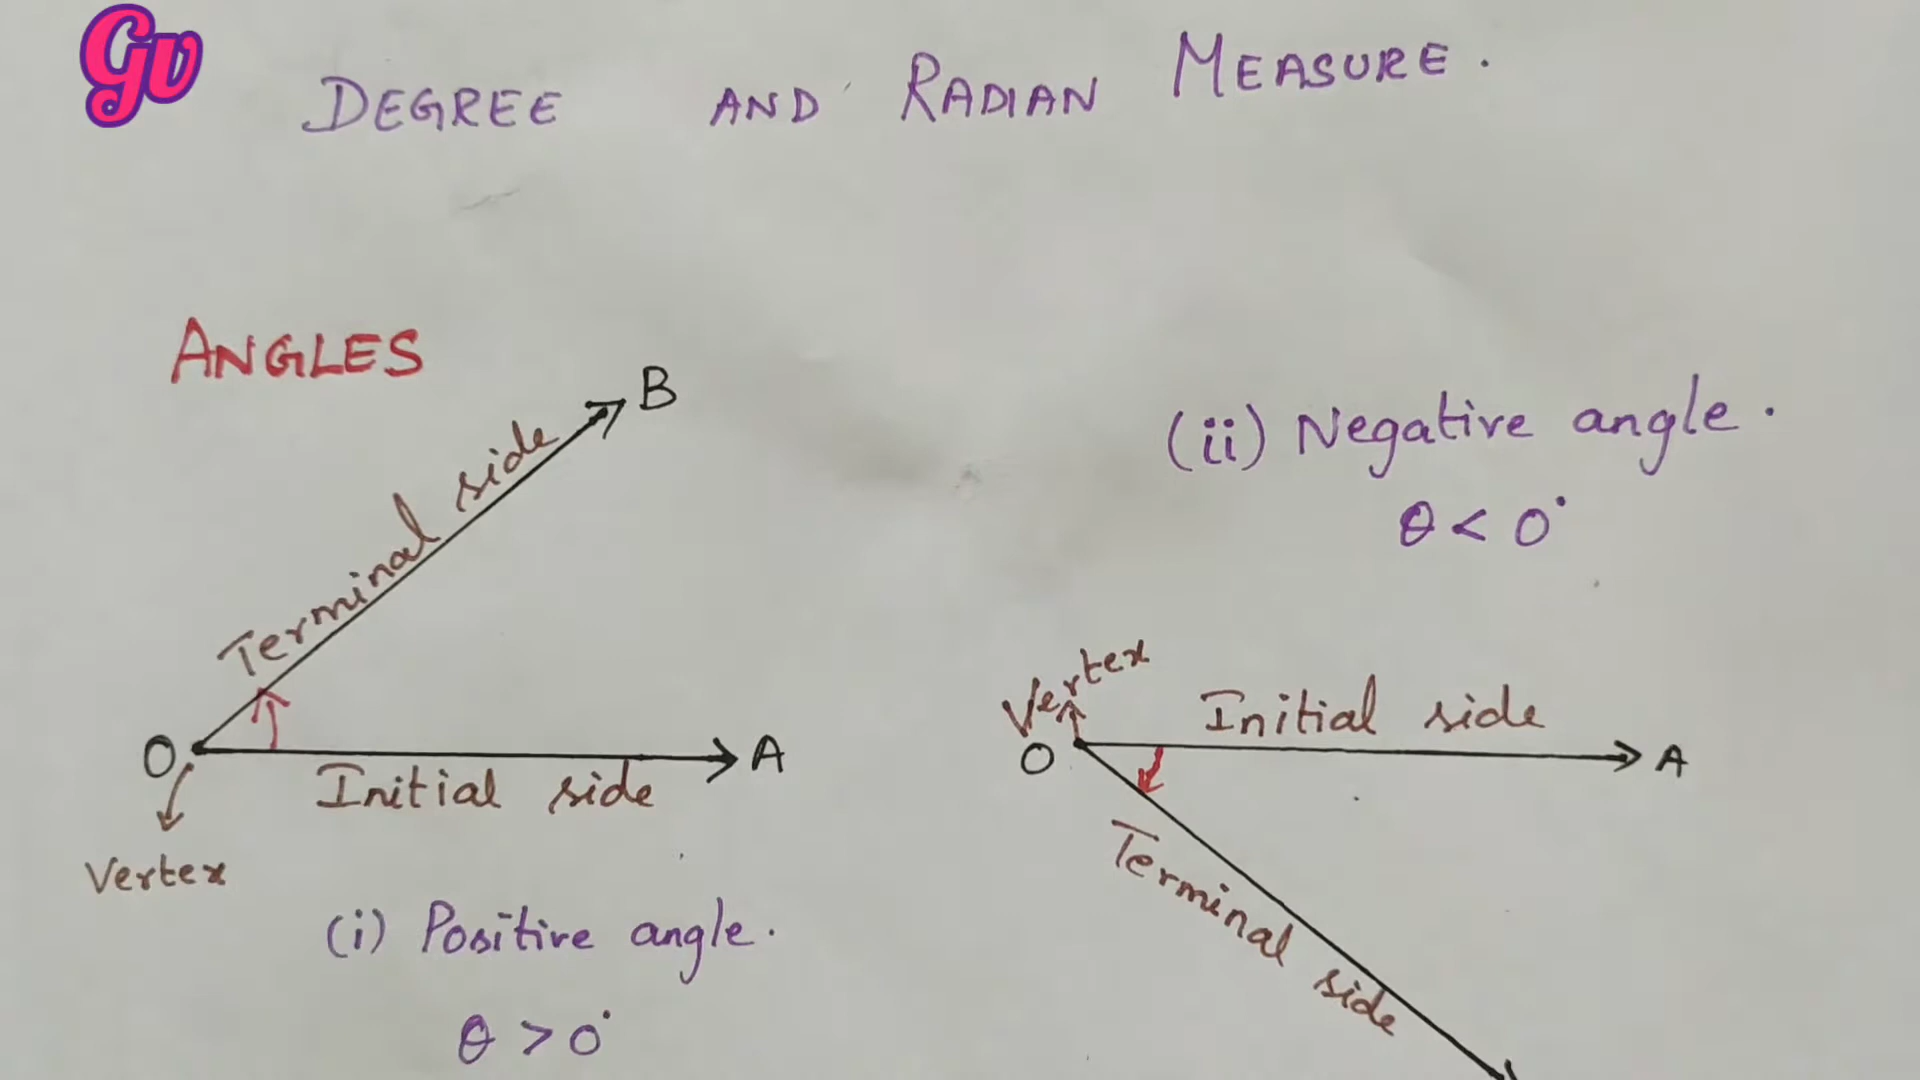 Gv
DEGREE AND RADIAN MEASURE.
ANGLES
B
Terminal side
O
A
Initial side
Vertex
(i) Positive angle.
θ > 0°
(ii) Negative angle.
θ < 0°
Vertex
Initial side
O
A
Terminal side